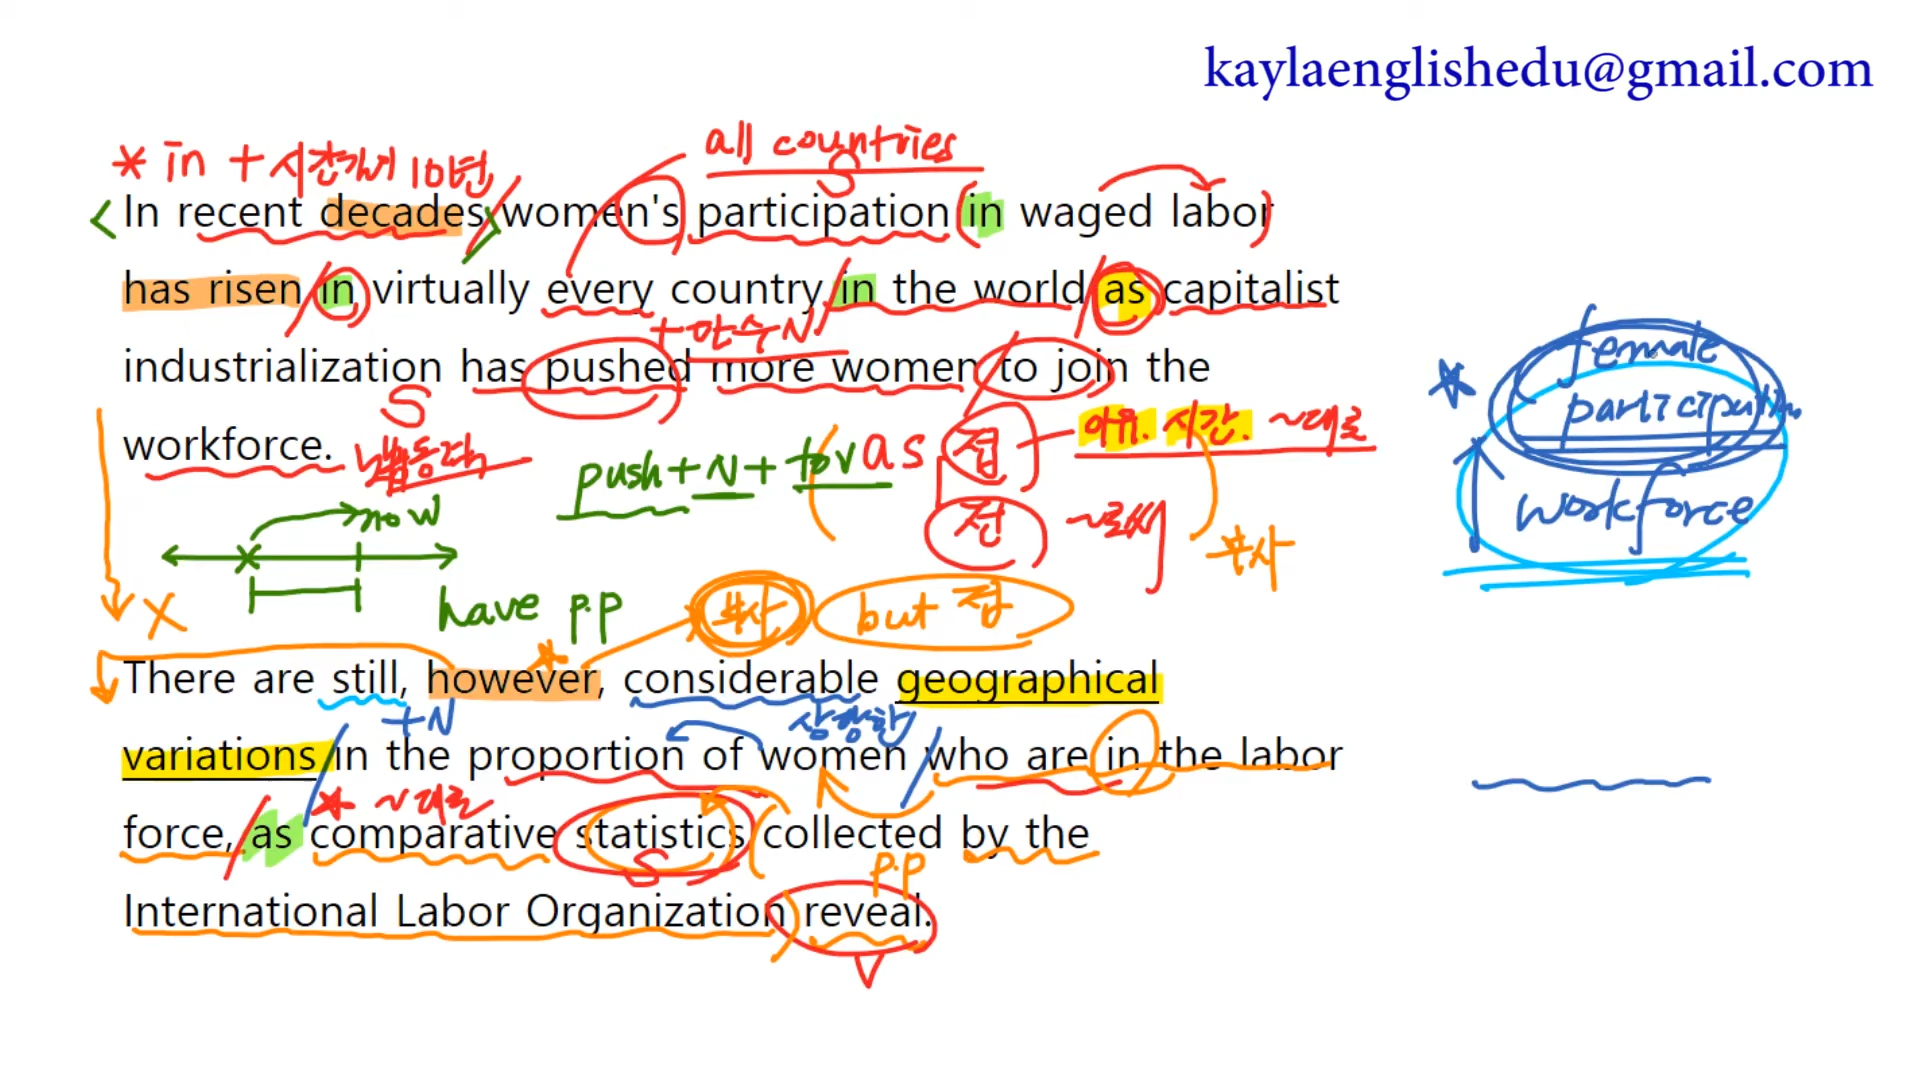 kaylaenglishedu@gmail.com
all countries
* in + 시간가지 10년
S
In recent decades women's participation in waged labor
has risen in virtually every country in the world as capitalist
+ 단수N
industrialization has pushed more women to join the
S
workforce.
push+N+ to v
as 접 이유. 시간. ~대로
전 ~로써
부사
now
have p.p
X
부사 but 접
*
female
participation
workforce
There are still, however, considerable geographical
+N
상당한
variations in the proportion of women who are in the labor
* ~대로
force, as comparative statistics collected by the
S
p.p
International Labor Organization reveal.
V